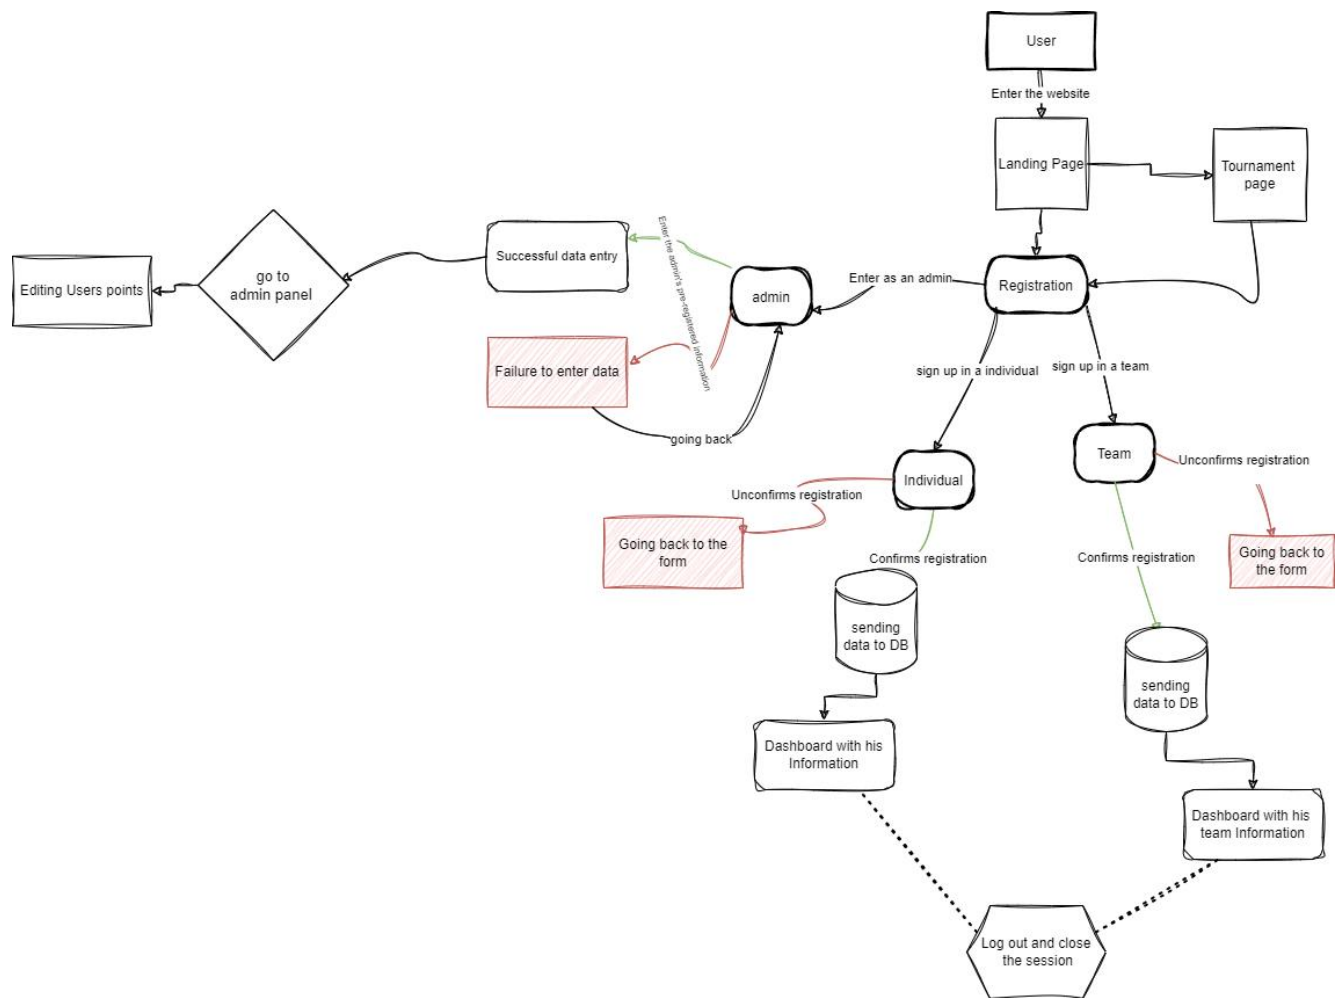 User
Enter the website
Landing Page
Tournament
page
Registration
Enter as an admin
admin
Enter the admin's pre-registered information
Successful data entry
go to
admin panel
Editing Users points
Failure to enter data
going back
sign up in a individual
sign up in a team
Individual
Team
Unconfirms registration
Unconfirms registration
Going back to the
form
Going back to
the form
Confirms registration
Confirms registration
sending
data to DB
sending
data to DB
Dashboard with his
Information
Dashboard with his
team Information
Log out and close
the session